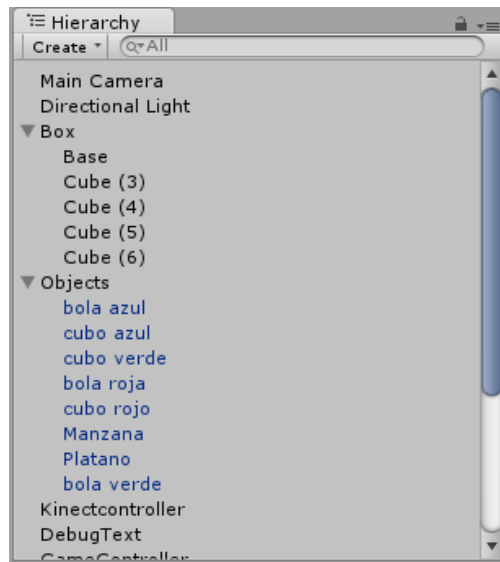 Hierarchy
Create All
Main Camera
Directional Light
Box
Base
Cube (3)
Cube (4)
Cube (5)
Cube (6)
Objects
bola azul
cubo azul
cubo verde
bola roja
cubo rojo
Manzana
Platano
bola verde
Kinectcontroller
DebugText
GameController